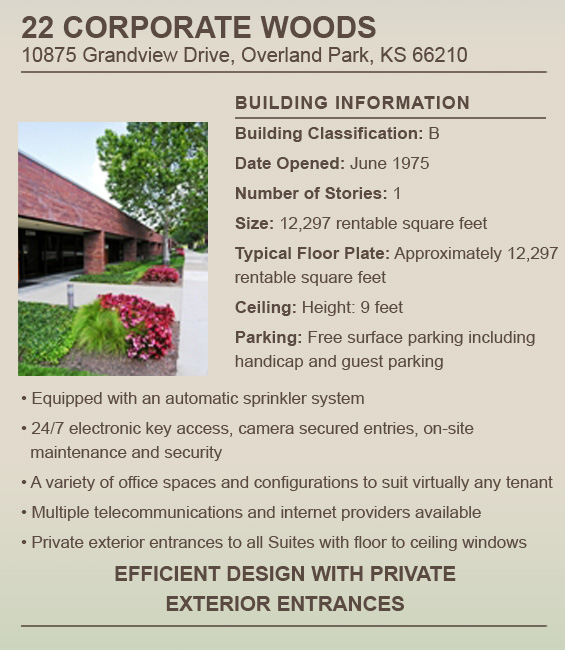 22 CORPORATE WOODS
10875 Grandview Drive, Overland Park, KS 66210
BUILDING INFORMATION
Building Classification: B
Date Opened: June 1975
Number of Stories: 1
Size: 12,297 rentable square feet
Typical Floor Plate: Approximately 12,297
rentable square feet
Ceiling: Height: 9 feet
Parking: Free surface parking including
handicap and guest parking
• Equipped with an automatic sprinkler system
• 24/7 electronic key access, camera secured entries, on-site
maintenance and security
• A variety of office spaces and configurations to suit virtually any tenant
• Multiple telecommunications and internet providers available
• Private exterior entrances to all Suites with floor to ceiling windows
EFFICIENT DESIGN WITH PRIVATE
EXTERIOR ENTRANCES